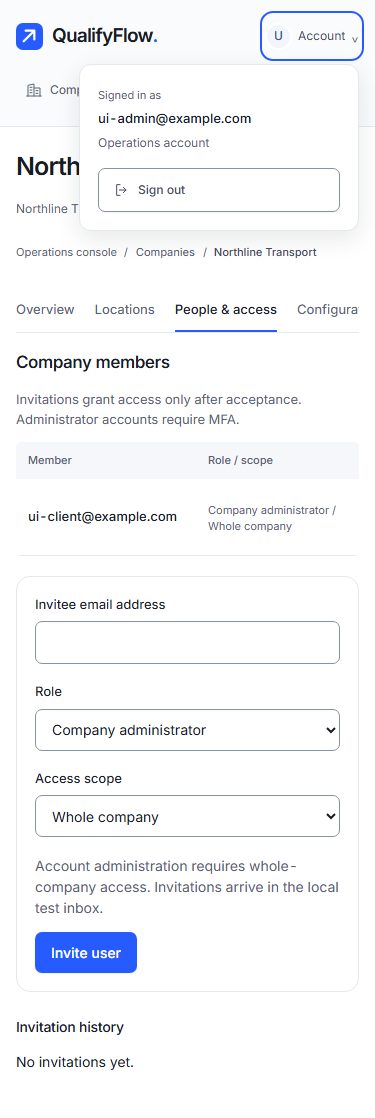 QualifyFlow.
U Account
Signed in as
ui-admin@example.com
Operations account
Sign out
Operations console / Companies / Northline Transport
Overview Locations People & access
Company members
Invitations grant access only after acceptance.
Administrator accounts require MFA.
Member Role / scope
ui-client@example.com
Company administrator /
Whole company
Invitee email address
Role
Company administrator
Access scope
Whole company
Account administration requires whole-
company access. Invitations arrive in the local
test inbox.
Invite user
Invitation history
No invitations yet.